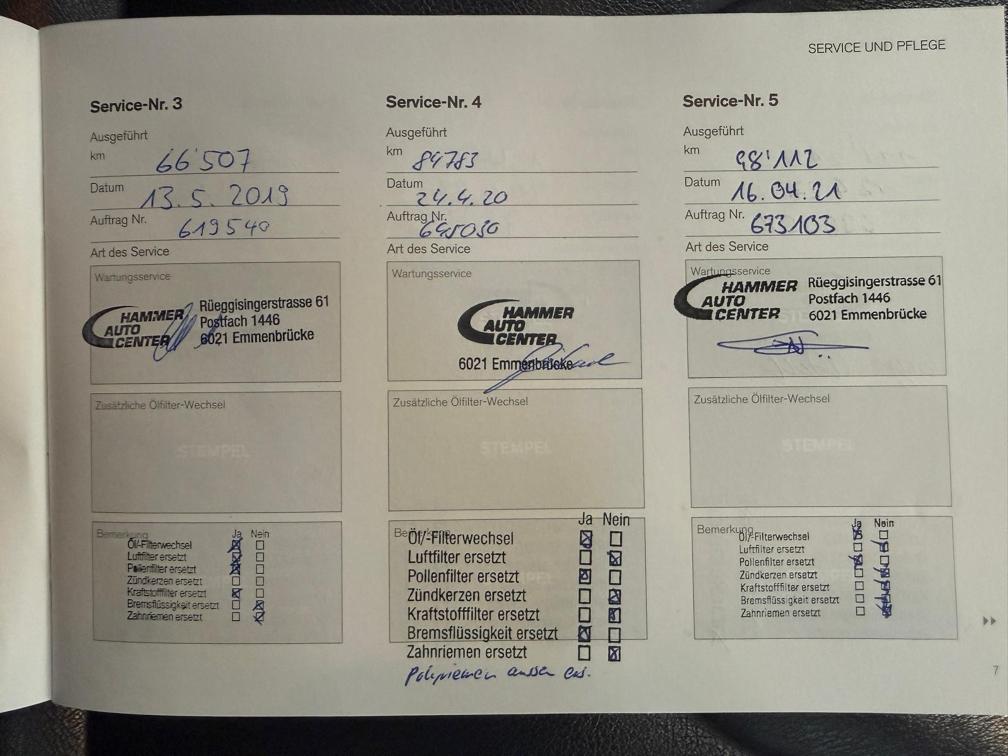 SERVICE UND PFLEGE
Service-Nr. 3
Ausgeführt
km 66'507
Datum 13.5.2019
Auftrag Nr. 619540
Art des Service
Wartungsservice
HAMMER AUTO CENTER
Rüeggisingerstrasse 61
Postfach 1446
6021 Emmenbrücke
Zusätzliche Ölfilter-Wechsel
STEMPEL
Bemerkung
Ja Nein
Öl/-Filterwechsel
Luftfilter ersetzt
Pollenfilter ersetzt
Zündkerzen ersetzt
Kraftstofffilter ersetzt
Bremsflüssigkeit ersetzt
Zahnriemen ersetzt
Service-Nr. 4
Ausgeführt
km 84783
Datum 24.4.20
Auftrag Nr.
Art des Service
Wartungsservice
HAMMER AUTO CENTER
6021 Emmenbrücke
Zusätzliche Ölfilter-Wechsel
STEMPEL
Ja Nein
Öl/-Filterwechsel
Luftfilter ersetzt
Pollenfilter ersetzt
Zündkerzen ersetzt
Kraftstofffilter ersetzt
Bremsflüssigkeit ersetzt
Zahnriemen ersetzt
Polyriemen aussen ers.
Service-Nr. 5
Ausgeführt
km 98'112
Datum 16.04.21
Auftrag Nr. 673103
Art des Service
Wartungsservice
HAMMER AUTO CENTER
Rüeggisingerstrasse 61
Postfach 1446
6021 Emmenbrücke
Zusätzliche Ölfilter-Wechsel
STEMPEL
Bemerkung
Ja Nein
Öl/-Filterwechsel
Luftfilter ersetzt
Pollenfilter ersetzt
Zündkerzen ersetzt
Kraftstofffilter ersetzt
Bremsflüssigkeit ersetzt
Zahnriemen ersetzt
7